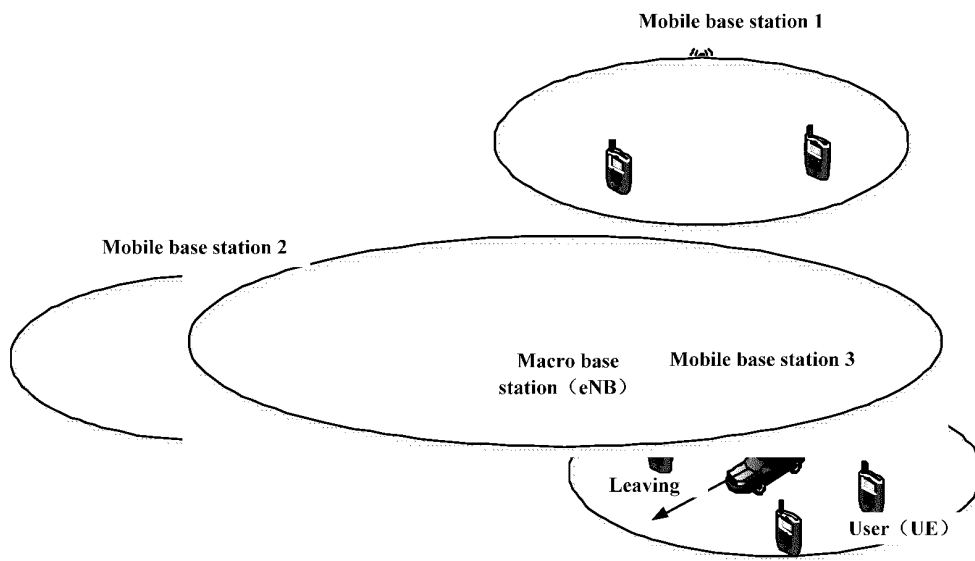 Mobile base station 1
Mobile base station 2
Macro base
station（eNB）
Mobile base station 3
Leaving
User（UE）